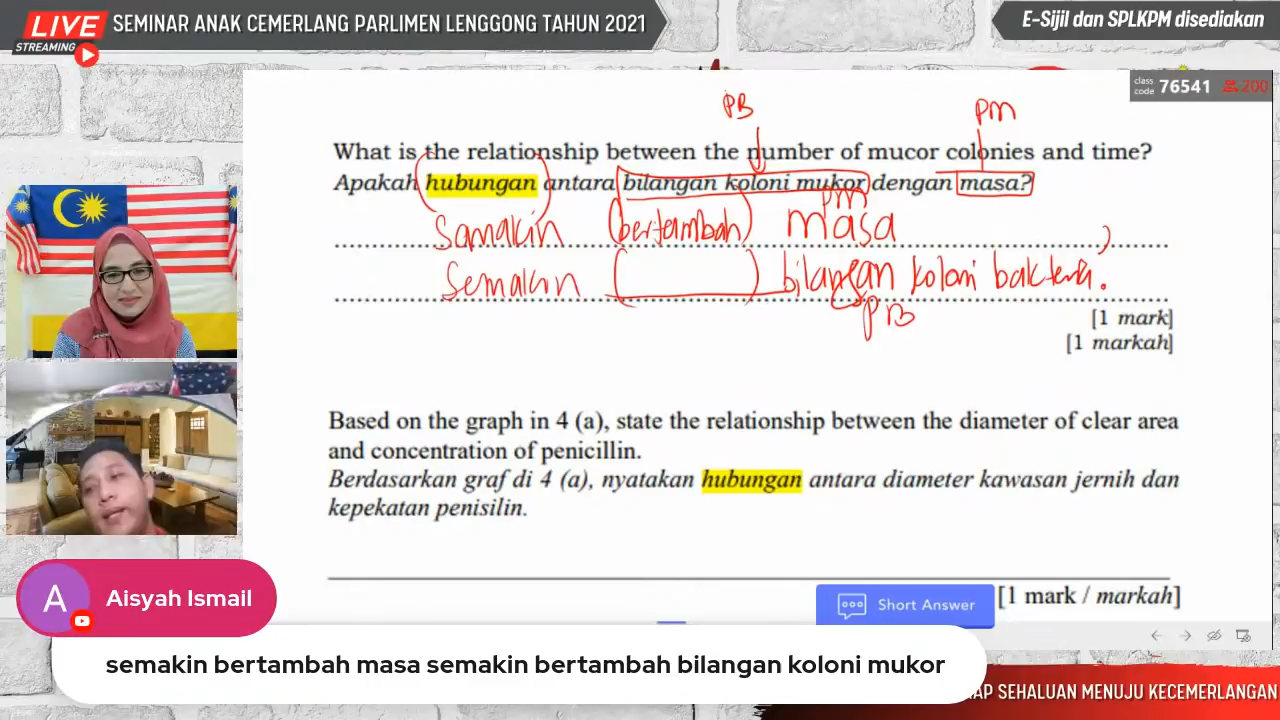 LIVE
STREAMING
SEMINAR ANAK CEMERLANG PARLIMEN LENGGONG TAHUN 2021
E-Sijil dan SPLKPM disediakan
class code 76541 200
PB
PM
What is the relationship between the number of mucor colonies and time?
Apakah hubungan antara bilangan koloni mukor dengan masa?
PM
Samakin (bertambah) masa ,
Semakin ( ) bilangan koloni bakteria.
PB
[1 mark]
[1 markah]
Based on the graph in 4 (a), state the relationship between the diameter of clear area
and concentration of penicillin.
Berdasarkan graf di 4 (a), nyatakan hubungan antara diameter kawasan jernih dan
kepekatan penisilin.
[1 mark / markah]
Short Answer
A
Aisyah Ismail
semakin bertambah masa semakin bertambah bilangan koloni mukor
SEHALUAN MENUJU KECEMERLANGAN